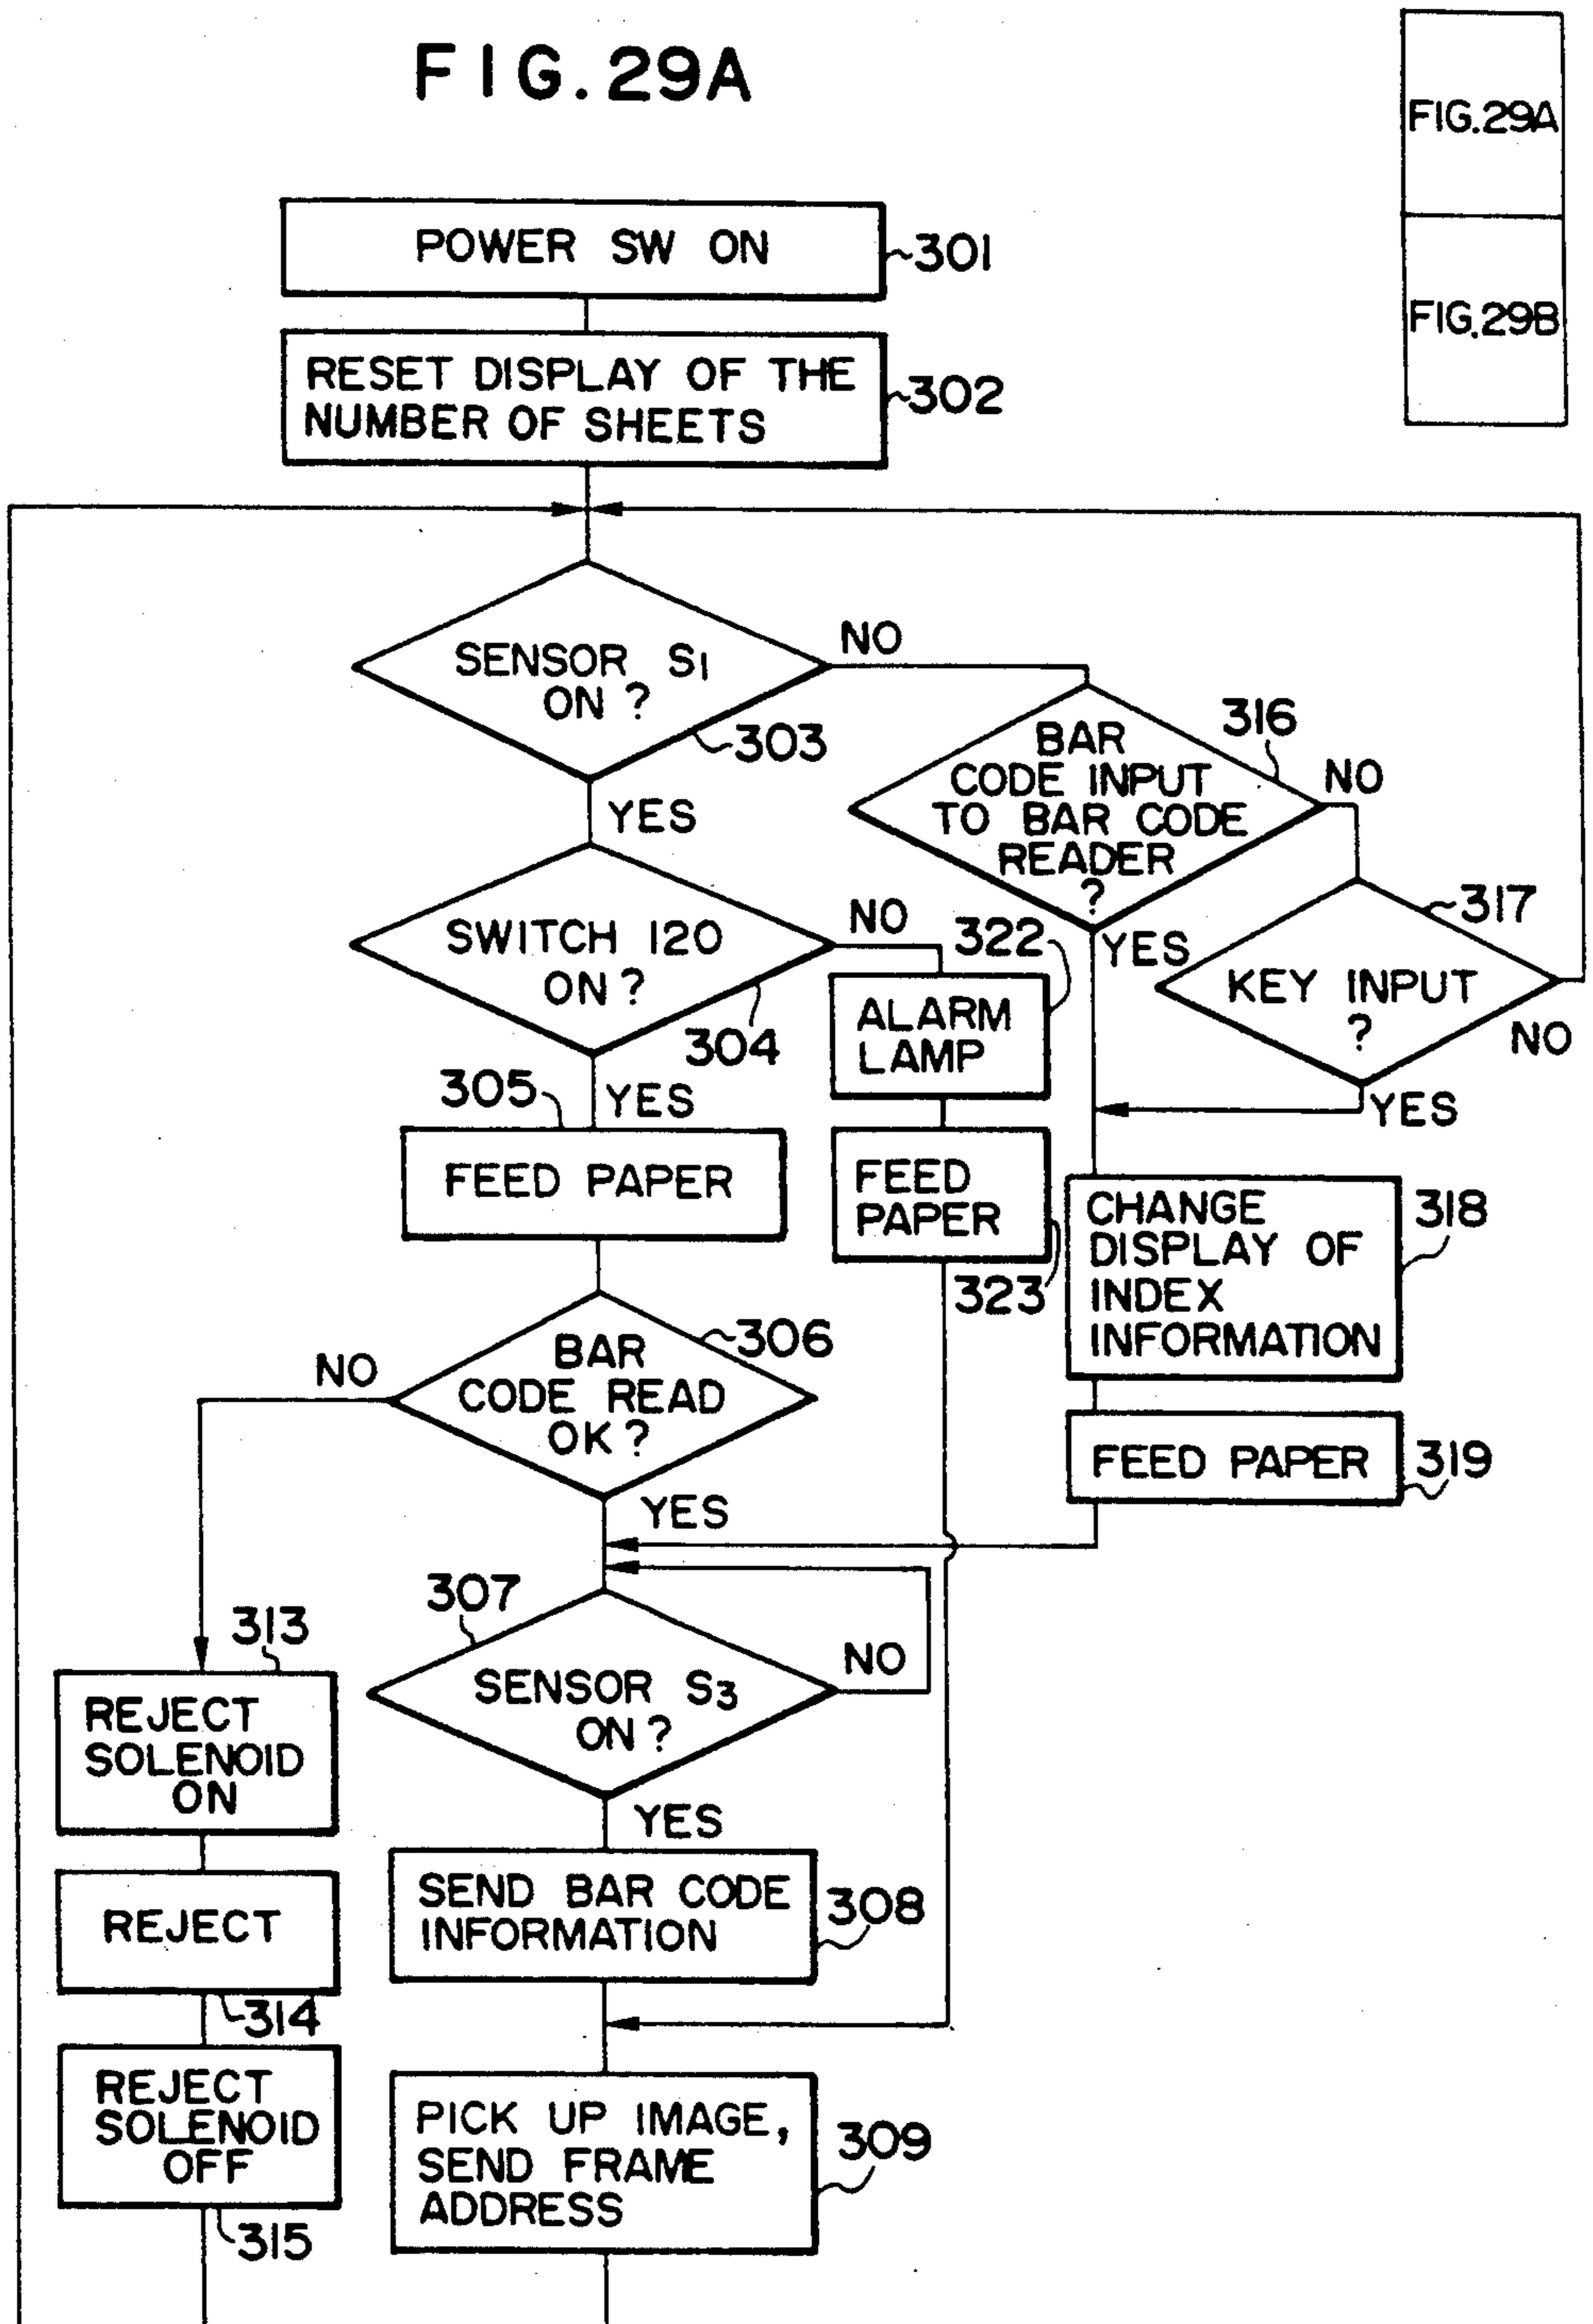 FIG. 29A
FIG. 29A
FIG. 29B
POWER SW ON
301
RESET DISPLAY OF THE
NUMBER OF SHEETS
302
SENSOR S1
ON ?
303
NO
YES
BAR
CODE INPUT
TO BAR CODE
READER
?
316
NO
YES
SWITCH 120
ON ?
304
NO
YES
322
ALARM
LAMP
KEY INPUT
?
317
NO
YES
305
FEED PAPER
FEED
PAPER
323
CHANGE
DISPLAY OF
INDEX
INFORMATION
318
BAR
CODE READ
OK ?
306
NO
YES
FEED PAPER
319
307
SENSOR S3
ON ?
NO
YES
313
REJECT
SOLENOID
ON
SEND BAR CODE
INFORMATION
308
REJECT
314
REJECT
SOLENOID
OFF
315
PICK UP IMAGE,
SEND FRAME
ADDRESS
309